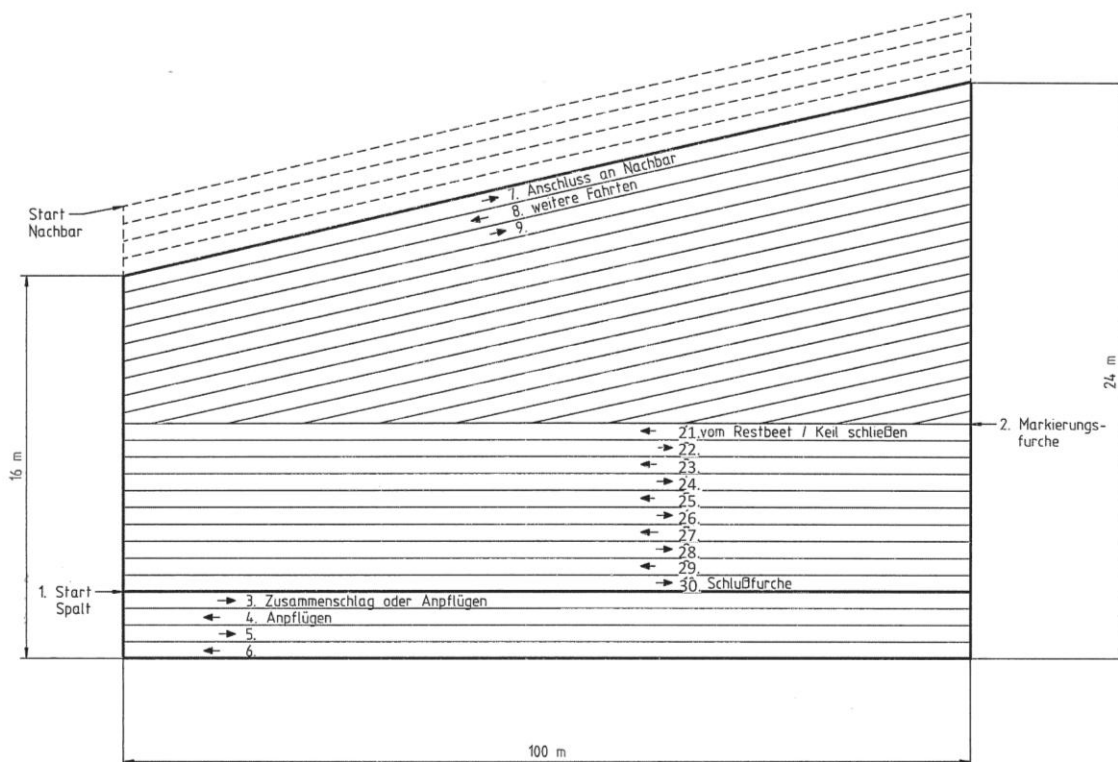 7. Anschluss an Nachbar
8. weitere Fahrten
9.
Start
Nachbar
16 m
24 m
21. vom Restbeet / Keil schließen
2. Markierungs-
furche
22.
23.
24.
25.
26.
27.
28.
29.
30. Schlußfurche
1. Start
Spalt
3. Zusammenschlag oder Anpflügen
4. Anpflügen
5.
6.
100 m